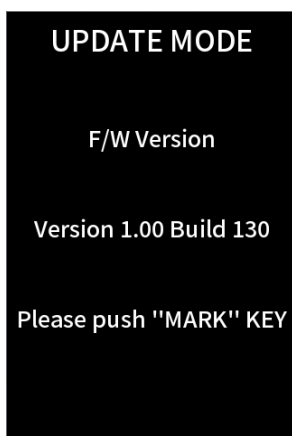 UPDATE MODE
F/W Version
Version 1.00 Build 130
Please push "MARK" KEY